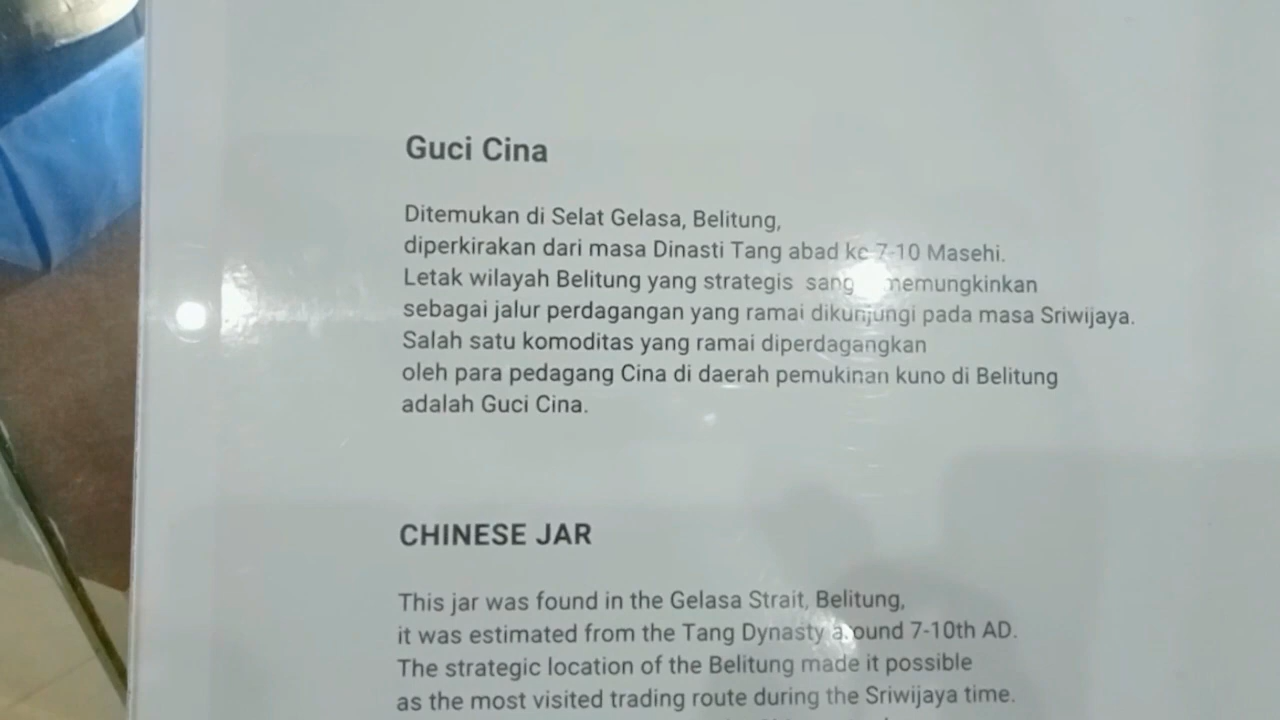 Guci Cina
Ditemukan di Selat Gelasa, Belitung,
diperkirakan dari masa Dinasti Tang abad ke 7-10 Masehi.
Letak wilayah Belitung yang strategis memungkinkan
sebagai jalur perdagangan yang ramai dikunjungi pada masa Sriwijaya.
Salah satu komoditas yang ramai diperdagangkan
oleh para pedagang Cina di daerah pemukinan kuno di Belitung
adalah Guci Cina.
CHINESE JAR
This jar was found in the Gelasa Strait, Belitung,
it was estimated from the Tang Dynasty around 7-10th AD.
The strategic location of the Belitung made it possible
as the most visited trading route during the Sriwijaya time.